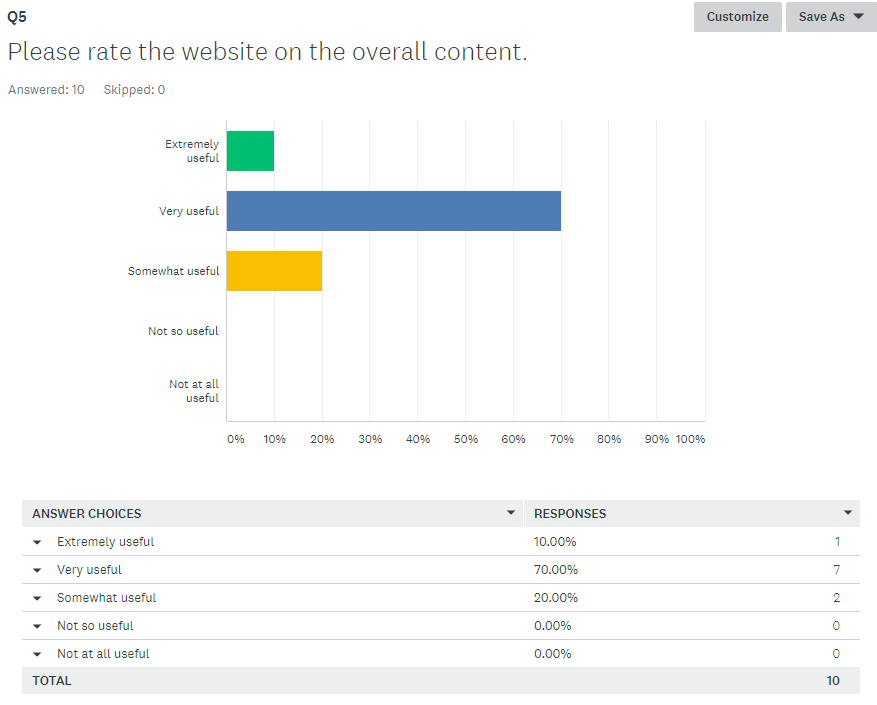 Q5
Customize
Save As
Please rate the website on the overall content.
Answered: 10 Skipped: 0
Extremely
useful
Very useful
Somewhat useful
Not so useful
Not at all
useful
0% 10% 20% 30% 40% 50% 60% 70% 80% 90% 100%
ANSWER CHOICES RESPONSES
Extremely useful 10.00% 1
Very useful 70.00% 7
Somewhat useful 20.00% 2
Not so useful 0.00% 0
Not at all useful 0.00% 0
TOTAL 10